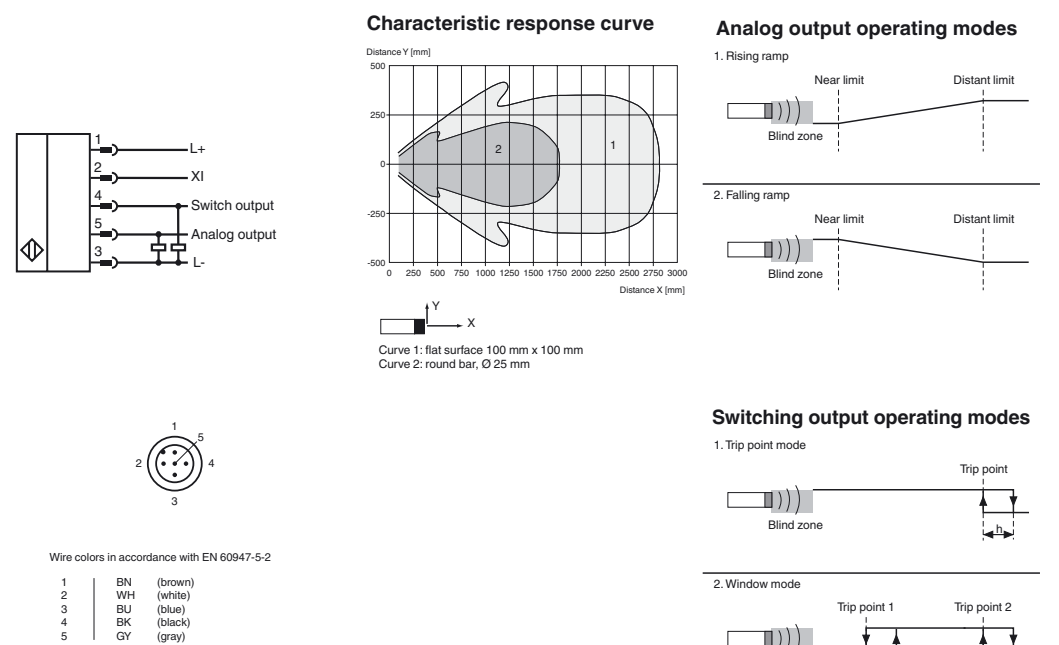 1
L+
2
XI
4
Switch output
5
Analog output
3
L-
1
5
2
4
3
Wire colors in accordance with EN 60947-5-2
1 BN (brown)
2 WH (white)
3 BU (blue)
4 BK (black)
5 GY (gray)
Characteristic response curve
Distance Y [mm]
500
250
0
-250
-500
2
1
0 250 500 750 1000 1250 1500 1750 2000 2250 2500 2750 3000
Distance X [mm]
Y
X
Curve 1: flat surface 100 mm x 100 mm
Curve 2: round bar, Ø 25 mm
Analog output operating modes
1. Rising ramp
Near limit Distant limit
Blind zone
2. Falling ramp
Near limit Distant limit
Blind zone
Switching output operating modes
1. Trip point mode
Trip point
Blind zone
h
2. Window mode
Trip point 1 Trip point 2